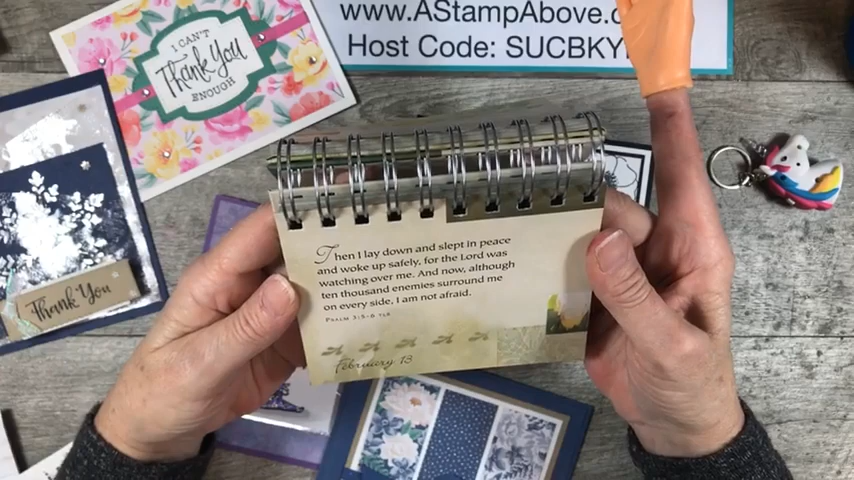 www.AStampAbove.c
Host Code: SUCBKY
I CAN'T
Thank You
ENOUGH
Then I lay down and slept in peace
and woke up safely, for the Lord was
watching over me. And now, although
ten thousand enemies surround me
on every side, I am not afraid.
PSALM 3:5-6 TLB
February 13
Thank You